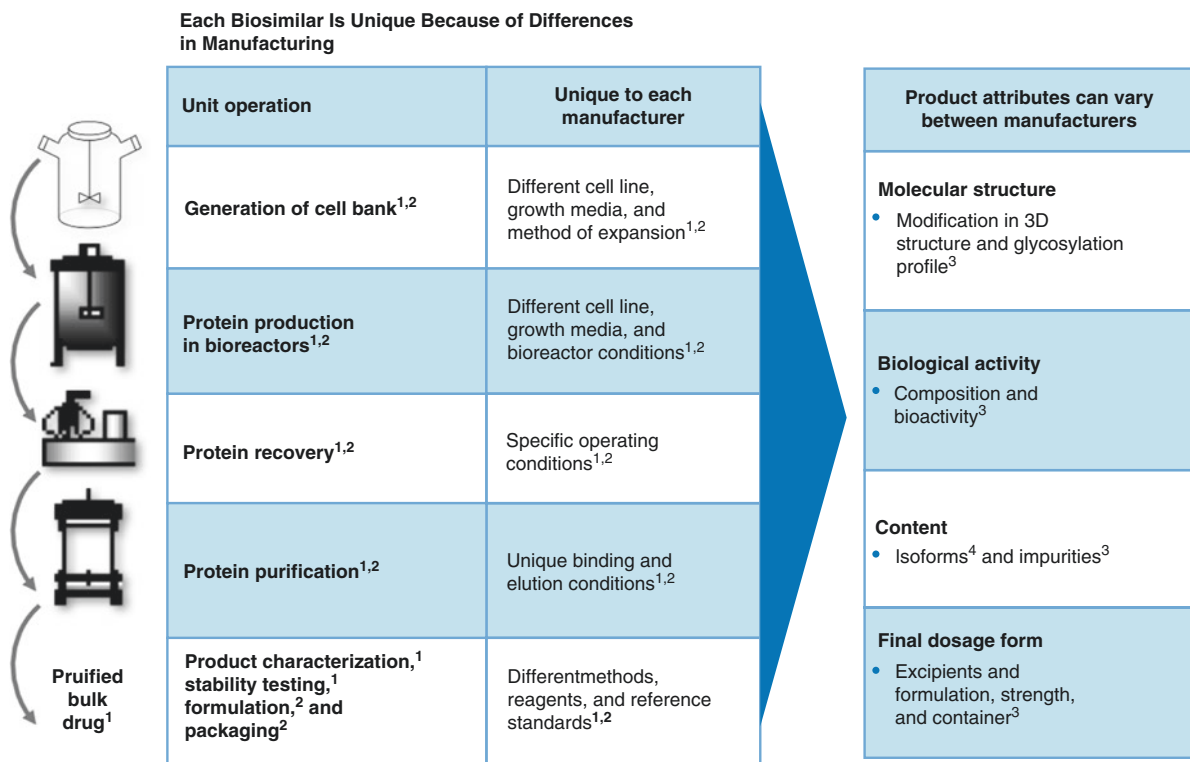 Each Biosimilar Is Unique Because of Differences
in Manufacturing
Unit operation
Unique to each
manufacturer
Generation of cell bank1,2
Different cell line,
growth media, and
method of expansion1,2
Protein production
in bioreactors1,2
Different cell line,
growth media, and
bioreactor conditions1,2
Protein recovery1,2
Specific operating
conditions1,2
Protein purification1,2
Unique binding and
elution conditions1,2
Pruified
bulk
drug1
Product characterization,1
stability testing,1
formulation,2 and
packaging2
Differentmethods,
reagents, and reference
standards1,2
Product attributes can vary
between manufacturers
Molecular structure
• Modification in 3D
structure and glycosylation
profile3
Biological activity
• Composition and
bioactivity3
Content
• Isoforms4 and impurities3
Final dosage form
• Excipients and
formulation, strength,
and container3